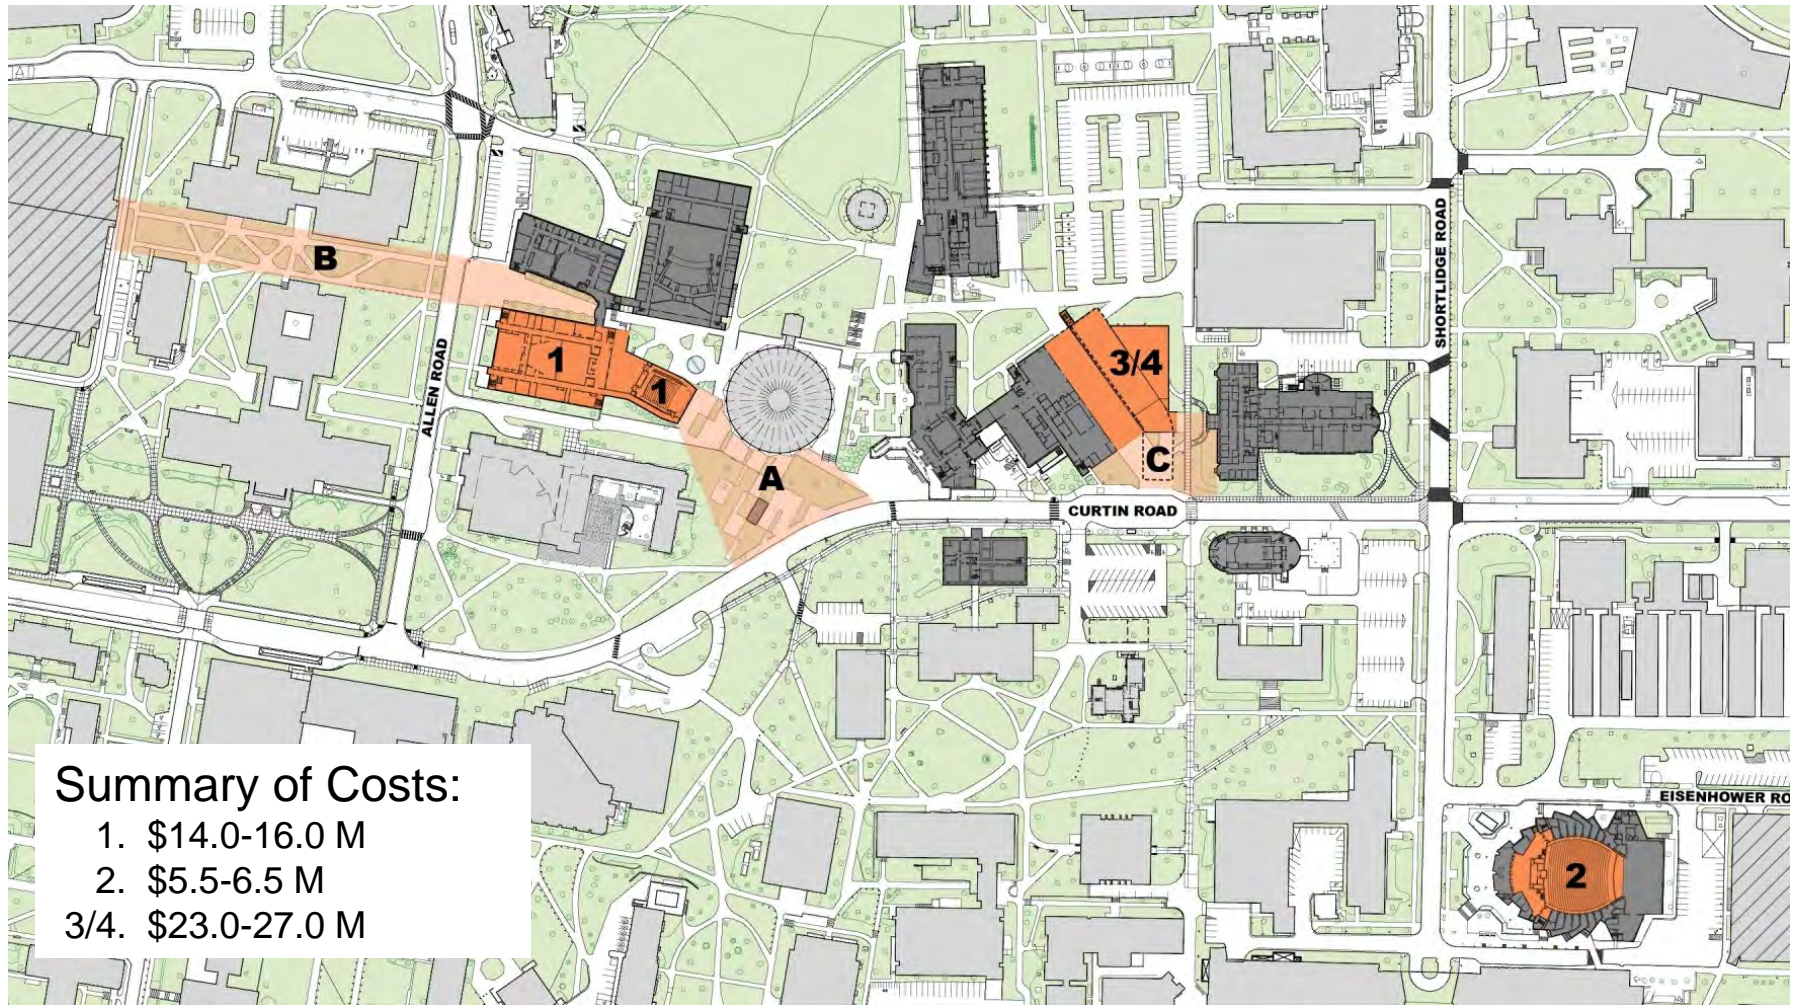 B
SHORTLIDGE ROAD
1
1
3/4
ALLEN ROAD
A
C
CURTIN ROAD
Summary of Costs:
1. $14.0-16.0 M
2. $5.5-6.5 M
3/4. $23.0-27.0 M
EISENHOWER RO
2